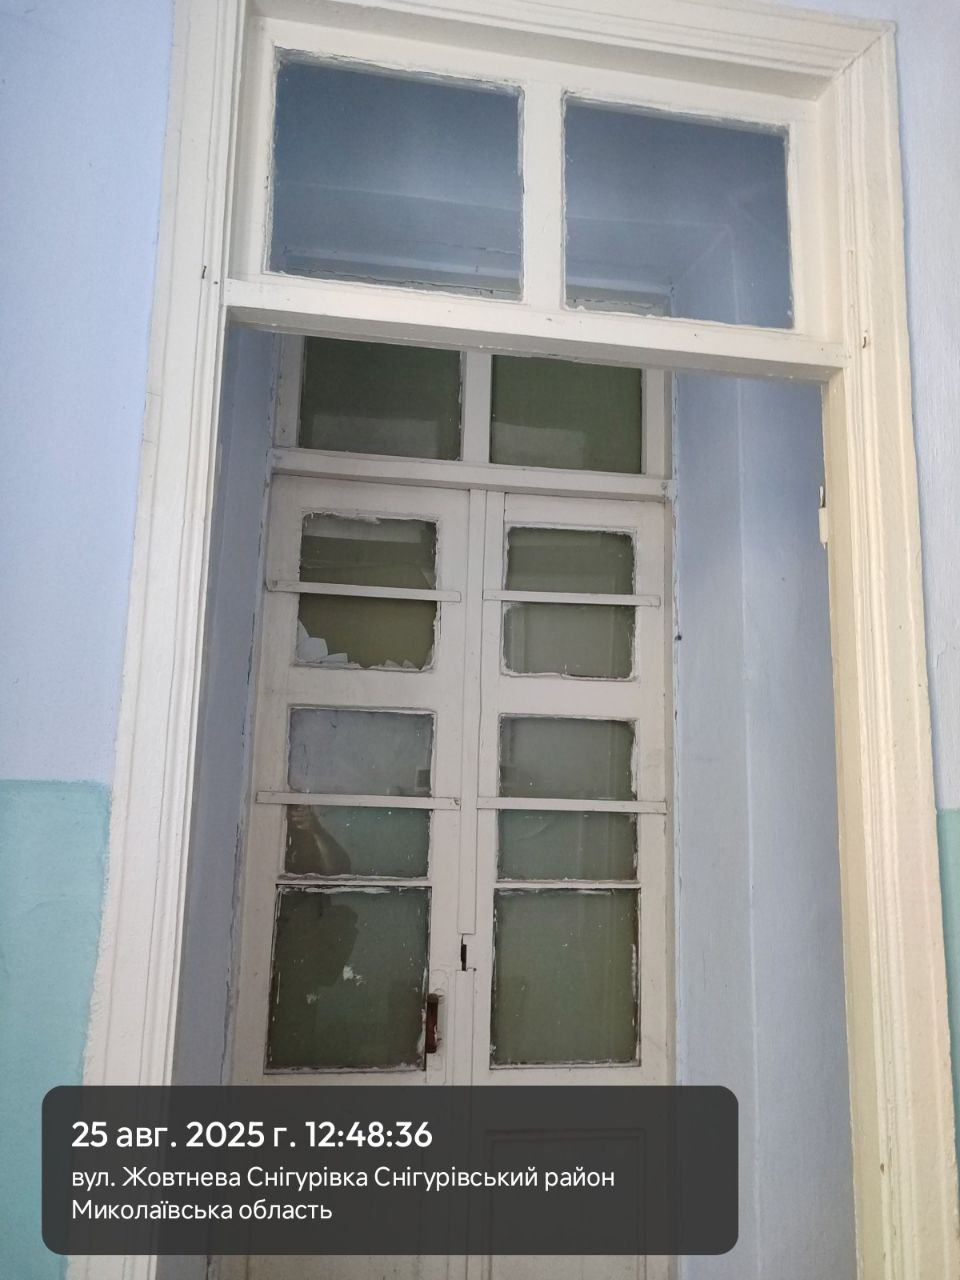 25 авг. 2025 г. 12:48:36
вул. Жовтнева Снігурівка Снігурівський район
Миколаївська область